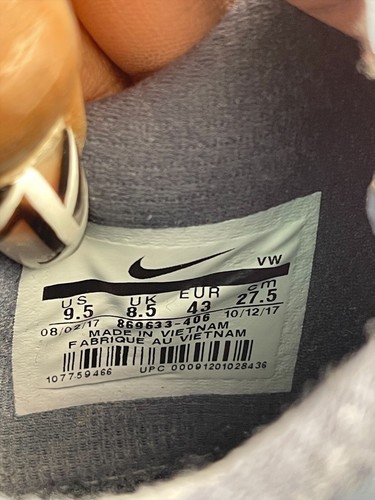 VW
US UK EUR cm
9.5 8.5 43 27.5
08/02/17 869633-406 10/12/17
MADE IN VIETNAM
FABRIQUE AU VIETNAM
107759466 UPC 00091201028436